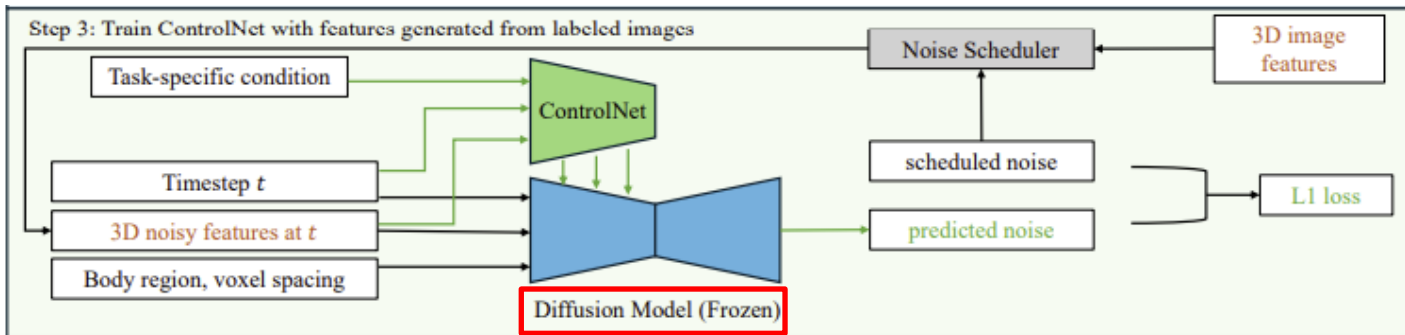 Step 3: Train ControlNet with features generated from labeled images
Noise Scheduler
3D image
features
Task-specific condition
ControlNet
scheduled noise
Timestep t
L1 loss
3D noisy features at t
predicted noise
Body region, voxel spacing
Diffusion Model (Frozen)